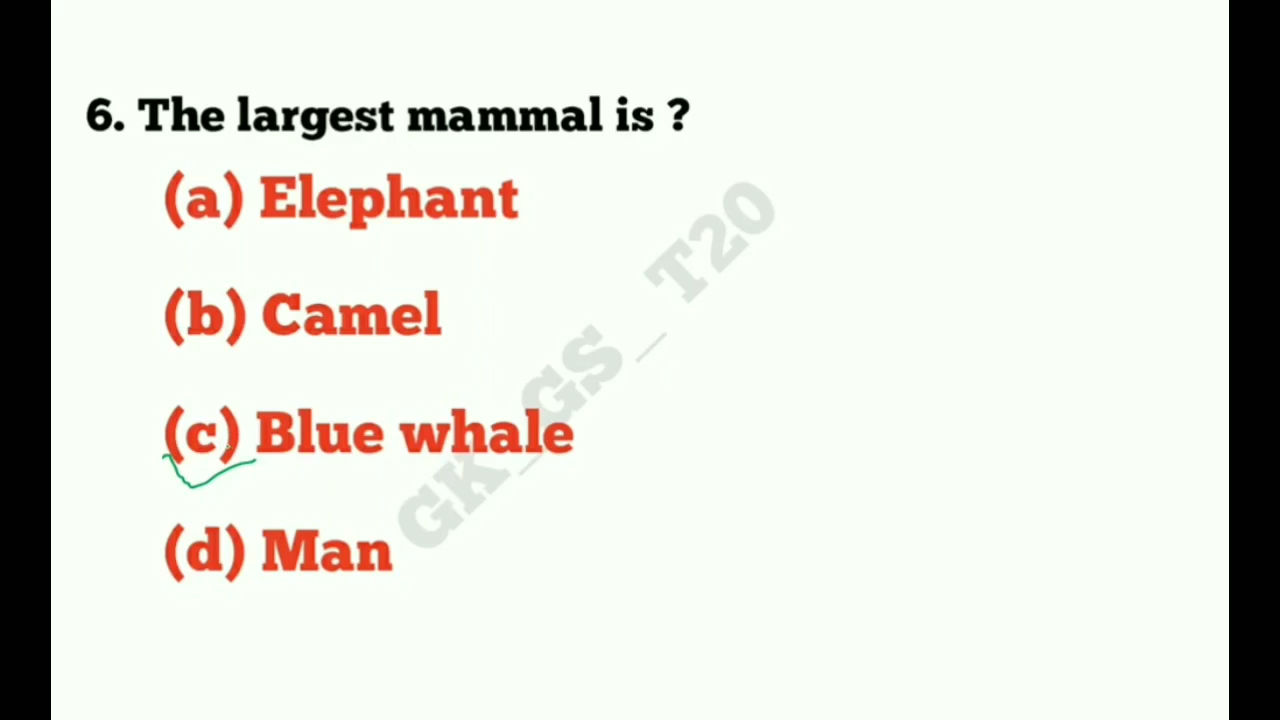 6. The largest mammal is ?
(a) Elephant
(b) Camel
(c) Blue whale
(d) Man
GK_GS_T20